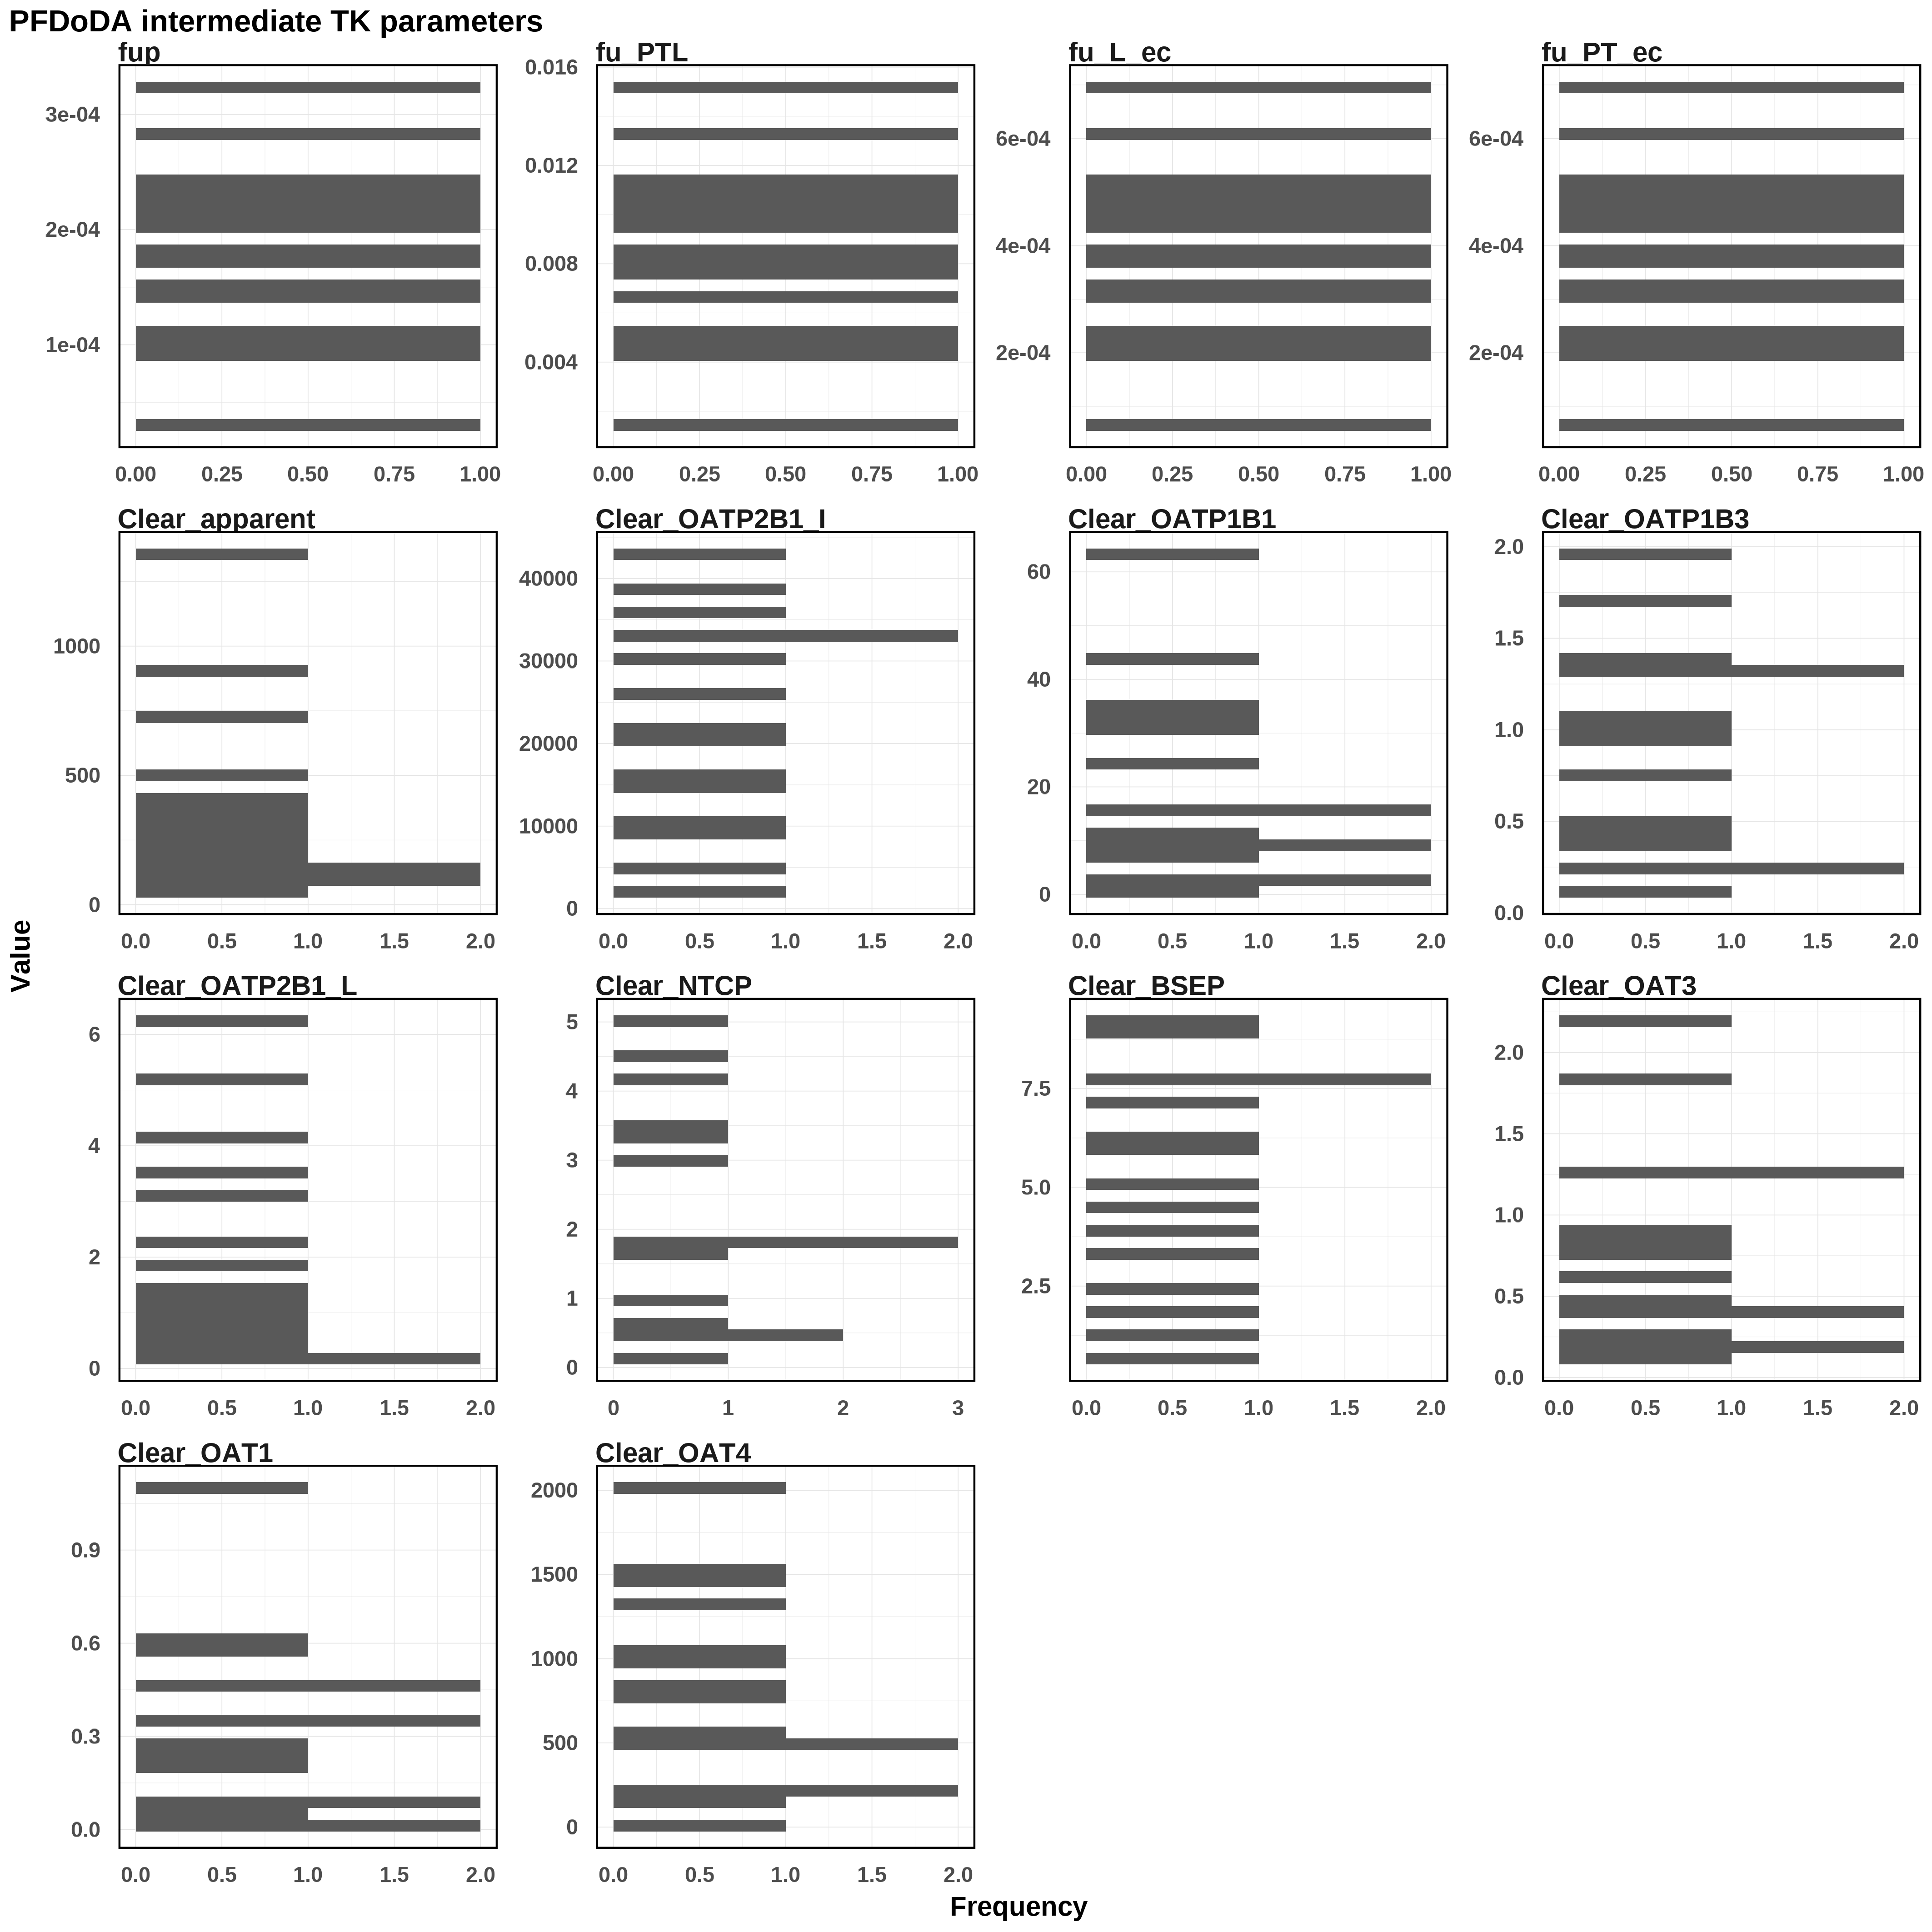 PFDoDA intermediate TK parameters
fup fu_PTL fu_L_ec fu_PT_ec
3e-04
2e-04
1e-04
0.00 0.25 0.50 0.75 1.00
0.016
0.012
0.008
0.004
0.00 0.25 0.50 0.75 1.00
6e-04
4e-04
2e-04
0.00 0.25 0.50 0.75 1.00
6e-04
4e-04
2e-04
0.00 0.25 0.50 0.75 1.00
Clear_apparent Clear_OATP2B1_I Clear_OATP1B1 Clear_OATP1B3
1000
500
0
0.0 0.5 1.0 1.5 2.0
40000
30000
20000
10000
0
0.0 0.5 1.0 1.5 2.0
60
40
20
0
0.0 0.5 1.0 1.5 2.0
2.0
1.5
1.0
0.5
0.0
0.0 0.5 1.0 1.5 2.0
Value
Clear_OATP2B1_L Clear_NTCP Clear_BSEP Clear_OAT3
6
4
2
0
0.0 0.5 1.0 1.5 2.0
5
4
3
2
1
0
0 1 2 3
7.5
5.0
2.5
0.0 0.5 1.0 1.5 2.0
2.0
1.5
1.0
0.5
0.0
0.0 0.5 1.0 1.5 2.0
Clear_OAT1 Clear_OAT4
0.9
0.6
0.3
0.0
0.0 0.5 1.0 1.5 2.0
2000
1500
1000
500
0
0.0 0.5 1.0 1.5 2.0
Frequency